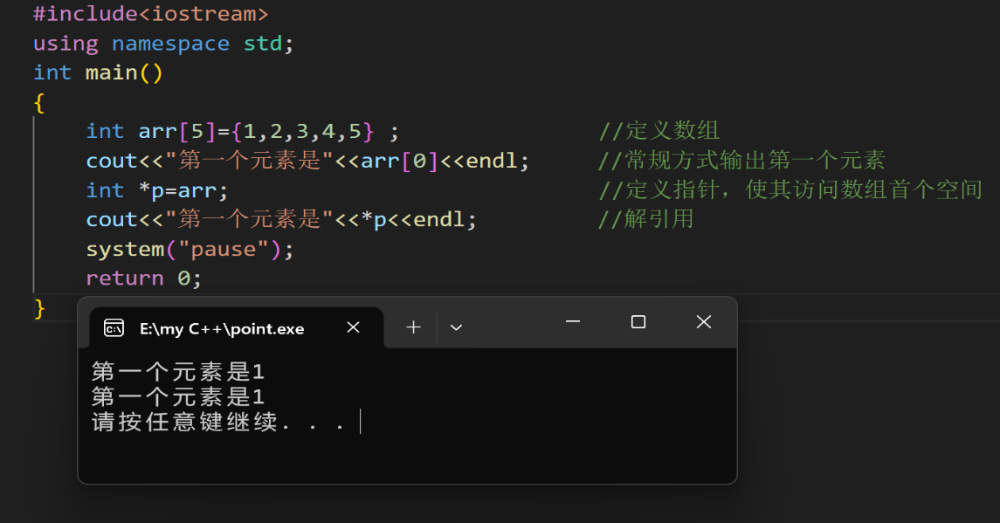 #include<iostream>
using namespace std;
int main()
{
int arr[5]={1,2,3,4,5} ; //定义数组
cout<<"第一个元素是"<<arr[0]<<endl; //常规方式输出第一个元素
int *p=arr; //定义指针，使其访问数组首个空间
cout<<"第一个元素是"<<*p<<endl; //解引用
system("pause");
return 0;
}
E:\my C++\point.exe
第一个元素是1
第一个元素是1
请按任意键继续. . .